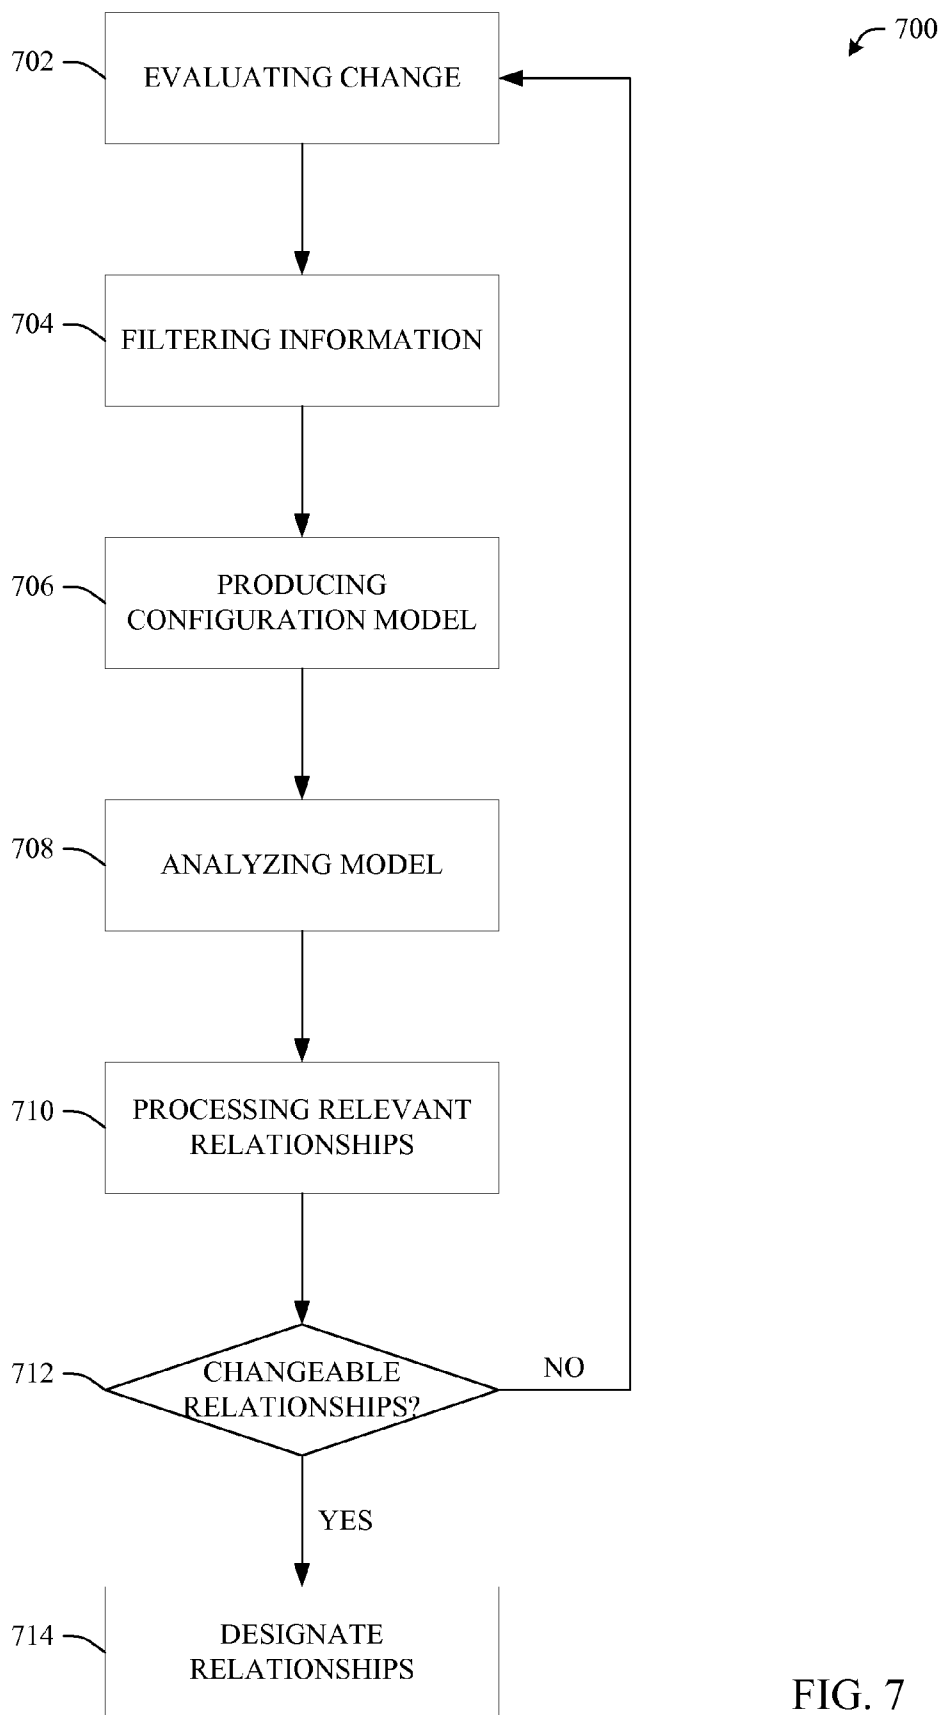 700
702
EVALUATING CHANGE
704
FILTERING INFORMATION
706
PRODUCING
CONFIGURATION MODEL
708
ANALYZING MODEL
710
PROCESSING RELEVANT
RELATIONSHIPS
712
CHANGEABLE
RELATIONSHIPS?
NO
YES
714
DESIGNATE
RELATIONSHIPS
FIG. 7